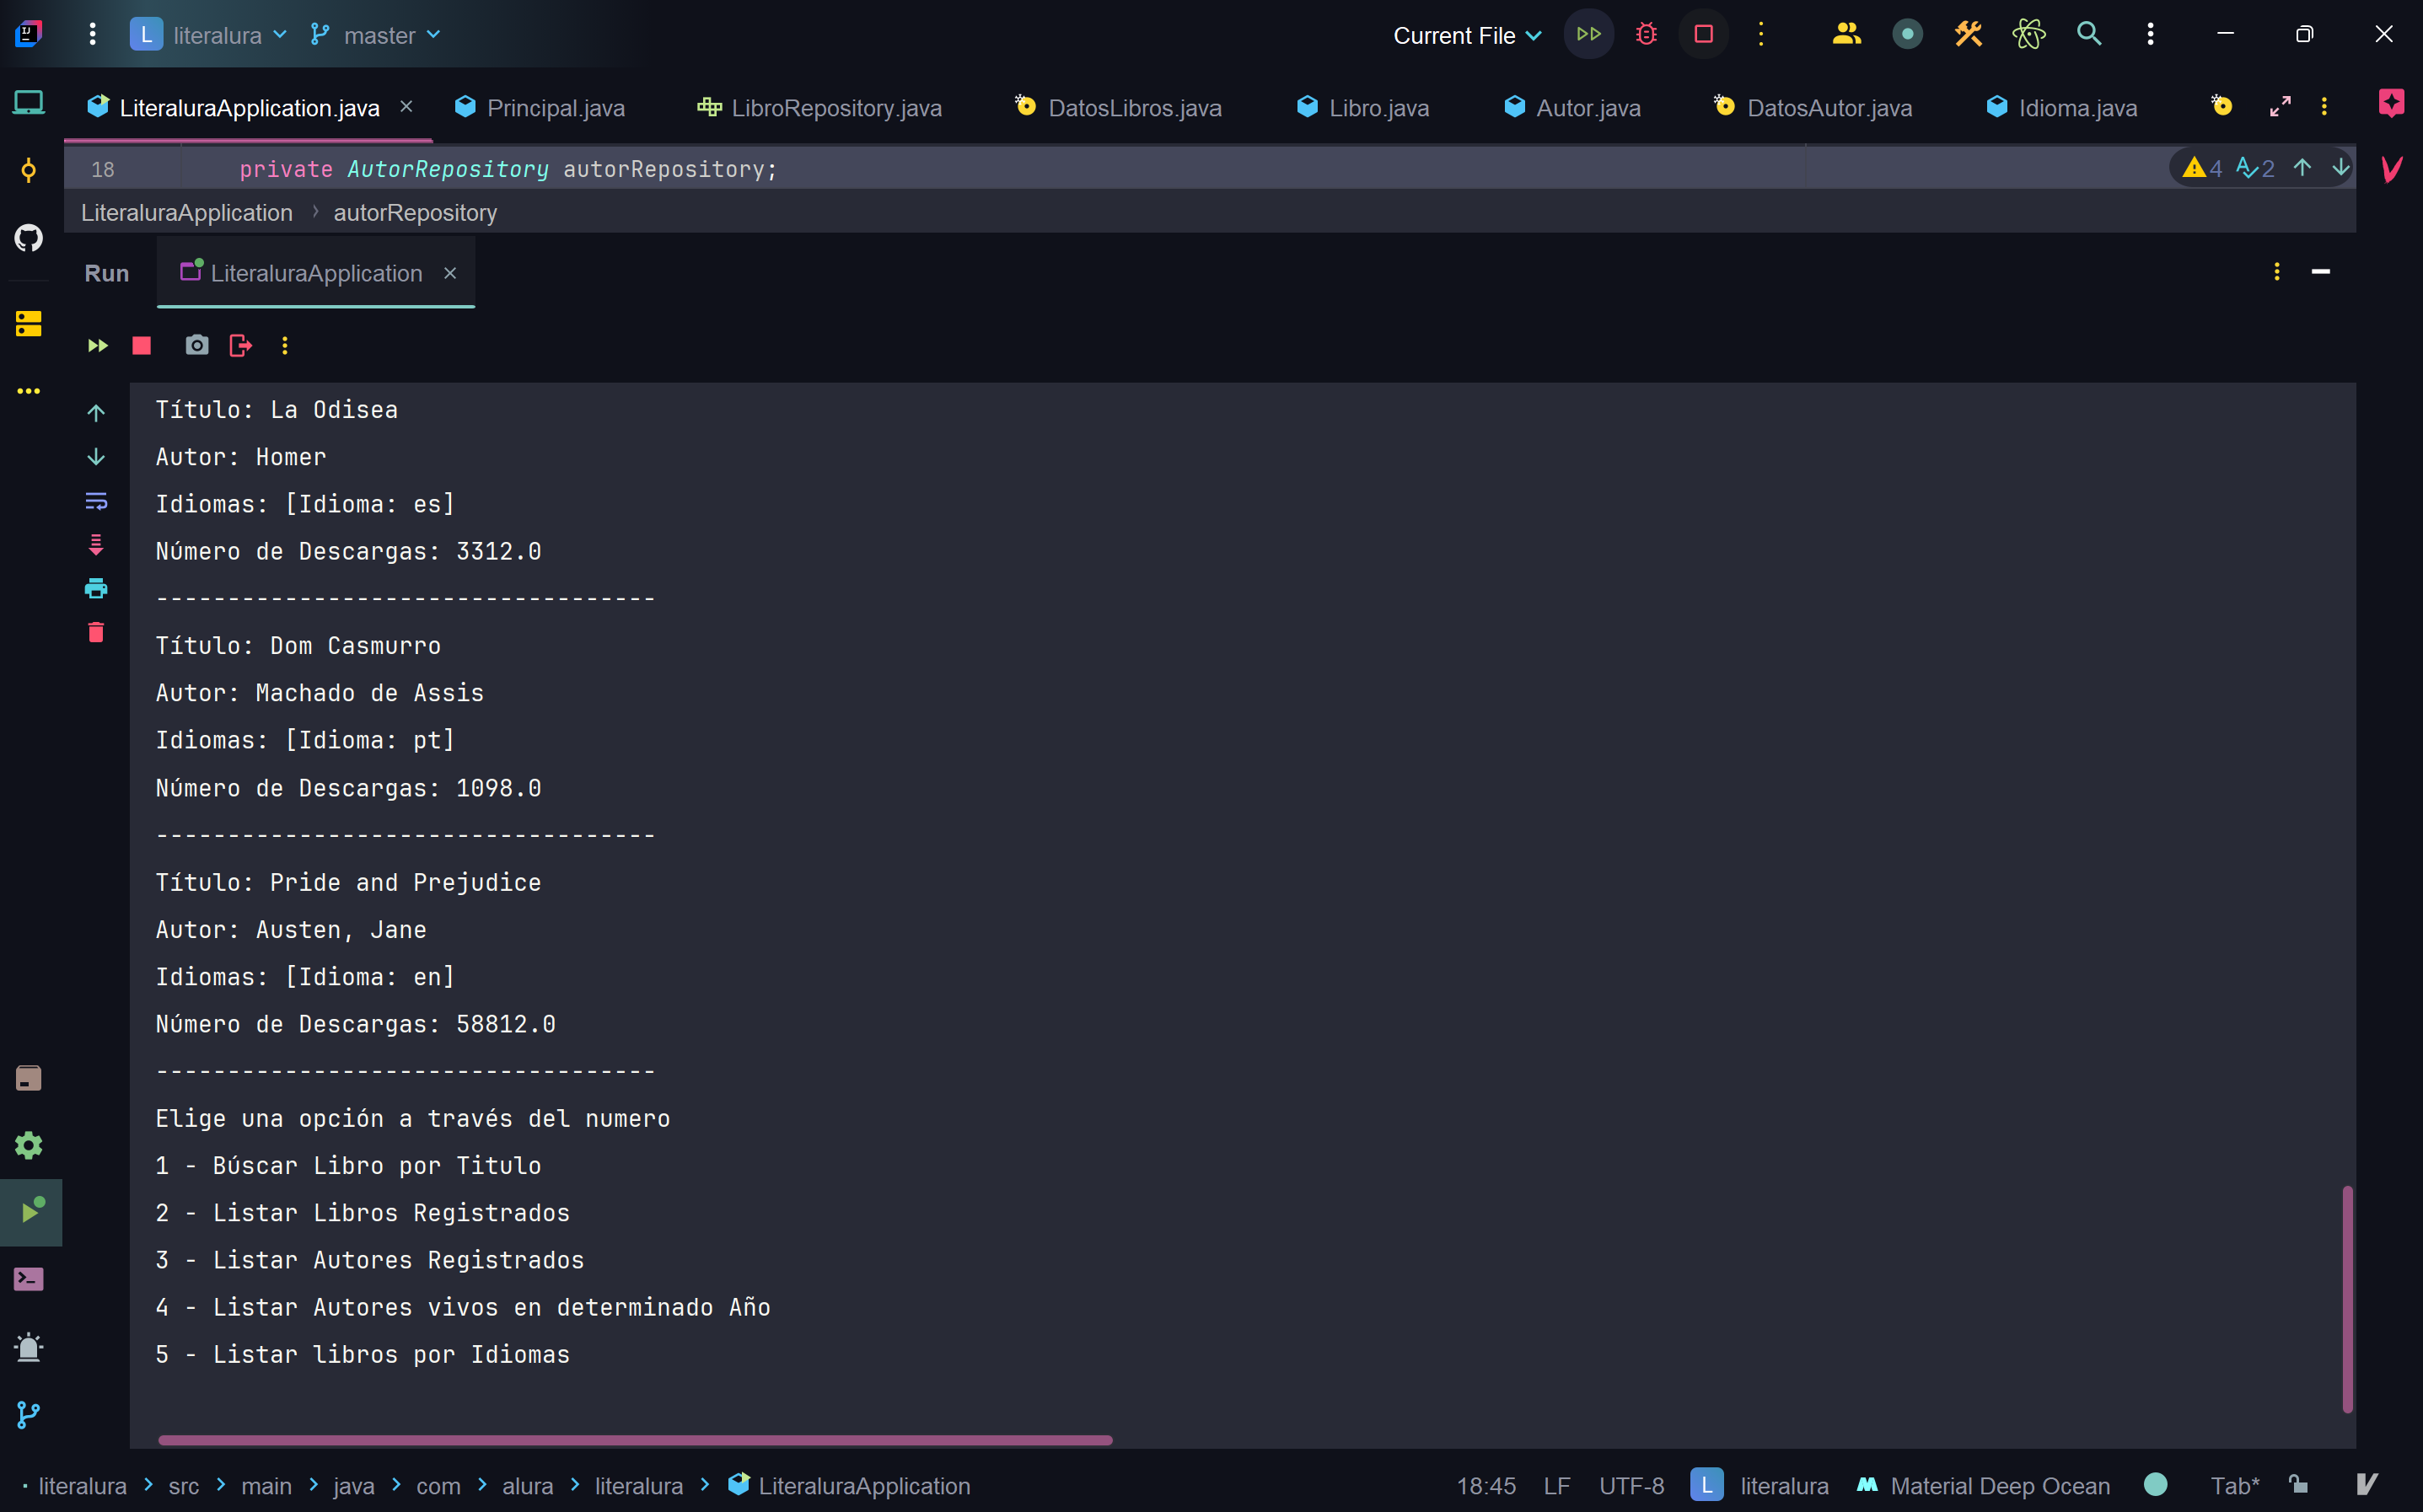 L literalura master Current File
LiteraluraApplication.java Principal.java LibroRepository.java DatosLibros.java Libro.java Autor.java DatosAutor.java Idioma.java
18 private AutorRepository autorRepository; 4 2
LiteraluraApplication autorRepository
Run LiteraluraApplication
Título: La Odisea
Autor: Homer
Idiomas: [Idioma: es]
Número de Descargas: 3312.0
-----------------------------------
Título: Dom Casmurro
Autor: Machado de Assis
Idiomas: [Idioma: pt]
Número de Descargas: 1098.0
-----------------------------------
Título: Pride and Prejudice
Autor: Austen, Jane
Idiomas: [Idioma: en]
Número de Descargas: 58812.0
-----------------------------------
Elige una opción a través del numero
1 - Búscar Libro por Titulo
2 - Listar Libros Registrados
3 - Listar Autores Registrados
4 - Listar Autores vivos en determinado Año
5 - Listar libros por Idiomas
literalura src main java com alura literalura LiteraluraApplication 18:45 LF UTF-8 L literalura Material Deep Ocean Tab*